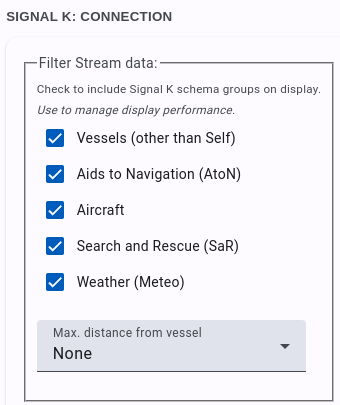 SIGNAL K: CONNECTION
Filter Stream data:
Check to include Signal K schema groups on display.
Use to manage display performance.
Vessels (other than Self)
Aids to Navigation (AtoN)
Aircraft
Search and Rescue (SaR)
Weather (Meteo)
Max. distance from vessel
None